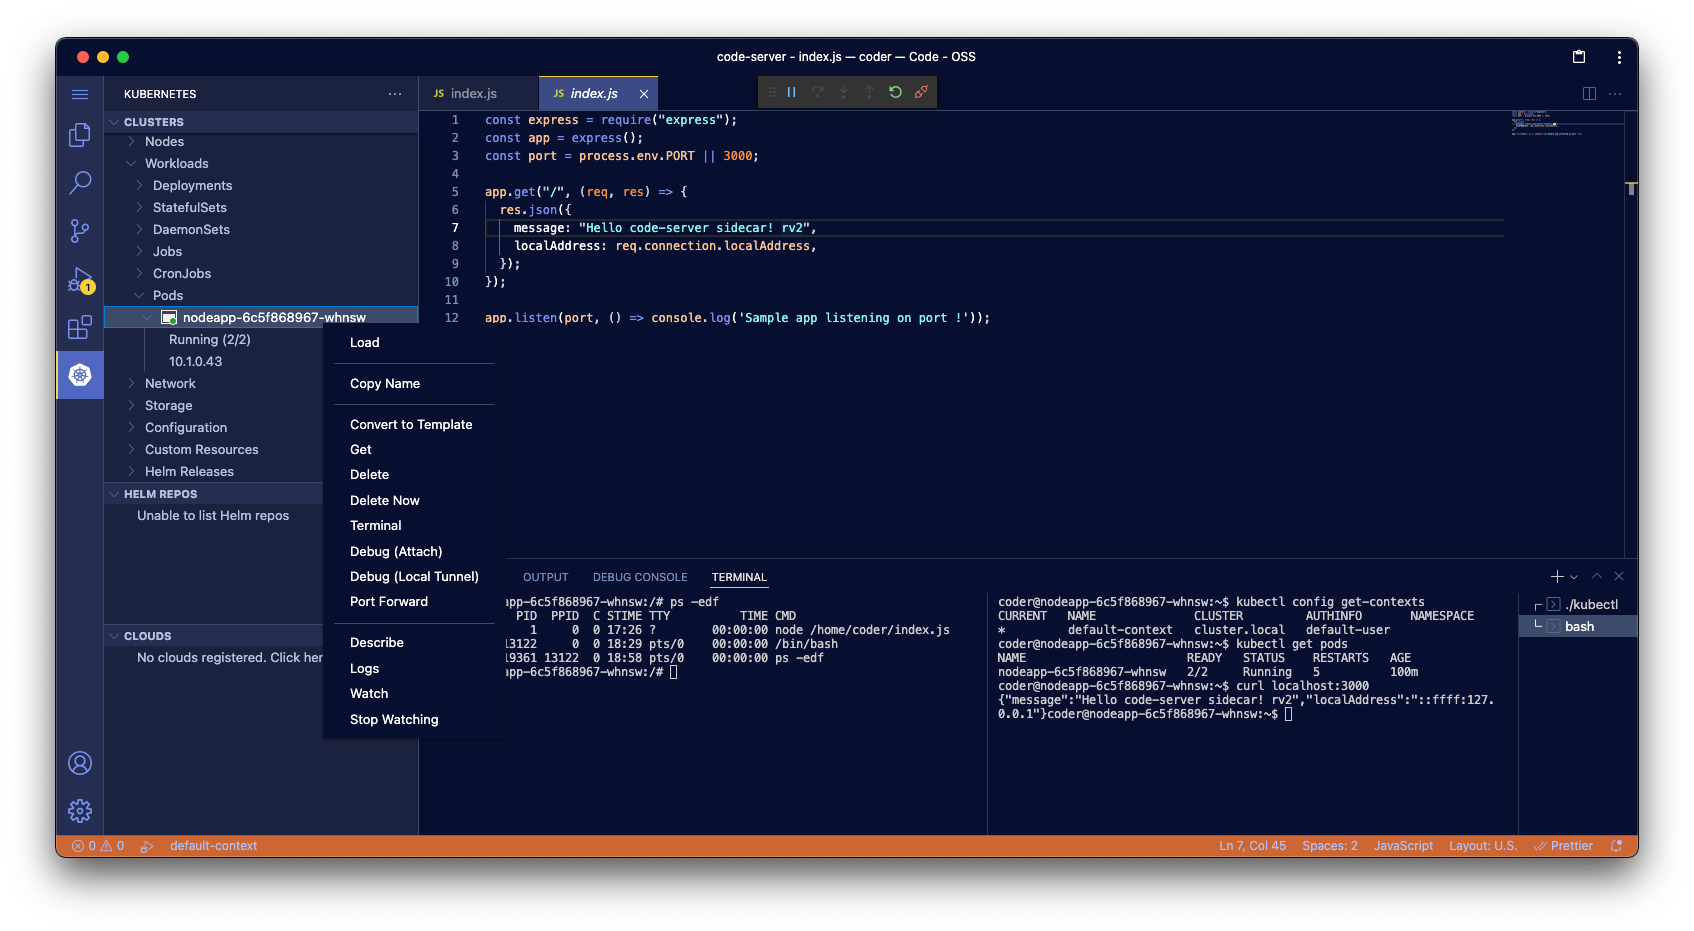 code-server - index.js — coder — Code - OSS
KUBERNETES
CLUSTERS
Nodes
Workloads
Deployments
StatefulSets
DaemonSets
Jobs
CronJobs
Pods
nodeapp-6c5f868967-whnsw
Running (2/2)
10.1.0.43
Network
Storage
Configuration
Custom Resources
Helm Releases
HELM REPOS
Unable to list Helm repos
CLOUDS
No clouds registered. Click her
1
Load
Copy Name
Convert to Template
Get
Delete
Delete Now
Terminal
Debug (Attach)
Debug (Local Tunnel)
Port Forward
Describe
Logs
Watch
Stop Watching
JS index.js
JS index.js
1 const express = require("express");
2 const app = express();
3 const port = process.env.PORT || 3000;
4
5 app.get("/", (req, res) => {
6 res.json({
7 message: "Hello code-server sidecar! rv2",
8 localAddress: req.connection.localAddress,
9 });
10 });
11
12 app.listen(port, () => console.log('Sample app listening on port !'));
OUTPUT DEBUG CONSOLE TERMINAL
app-6c5f868967-whnsw:/# ps -edf
PID PPID C STIME TTY TIME CMD
1 0 0 17:26 ? 00:00:00 node /home/coder/index.js
13122 0 0 18:29 pts/0 00:00:00 /bin/bash
19361 13122 0 18:58 pts/0 00:00:00 ps -edf
app-6c5f868967-whnsw:/#
coder@nodeapp-6c5f868967-whnsw:~$ kubectl config get-contexts
CURRENT NAME CLUSTER AUTHINFO NAMESPACE
* default-context cluster.local default-user
coder@nodeapp-6c5f868967-whnsw:~$ kubectl get pods
NAME READY STATUS RESTARTS AGE
nodeapp-6c5f868967-whnsw 2/2 Running 5 100m
coder@nodeapp-6c5f868967-whnsw:~$ curl localhost:3000
{"message":"Hello code-server sidecar! rv2","localAddress":"::ffff:127.
0.0.1"}coder@nodeapp-6c5f868967-whnsw:~$
./kubectl
bash
0 0 default-context
Ln 7, Col 45 Spaces: 2 JavaScript Layout: U.S. Prettier